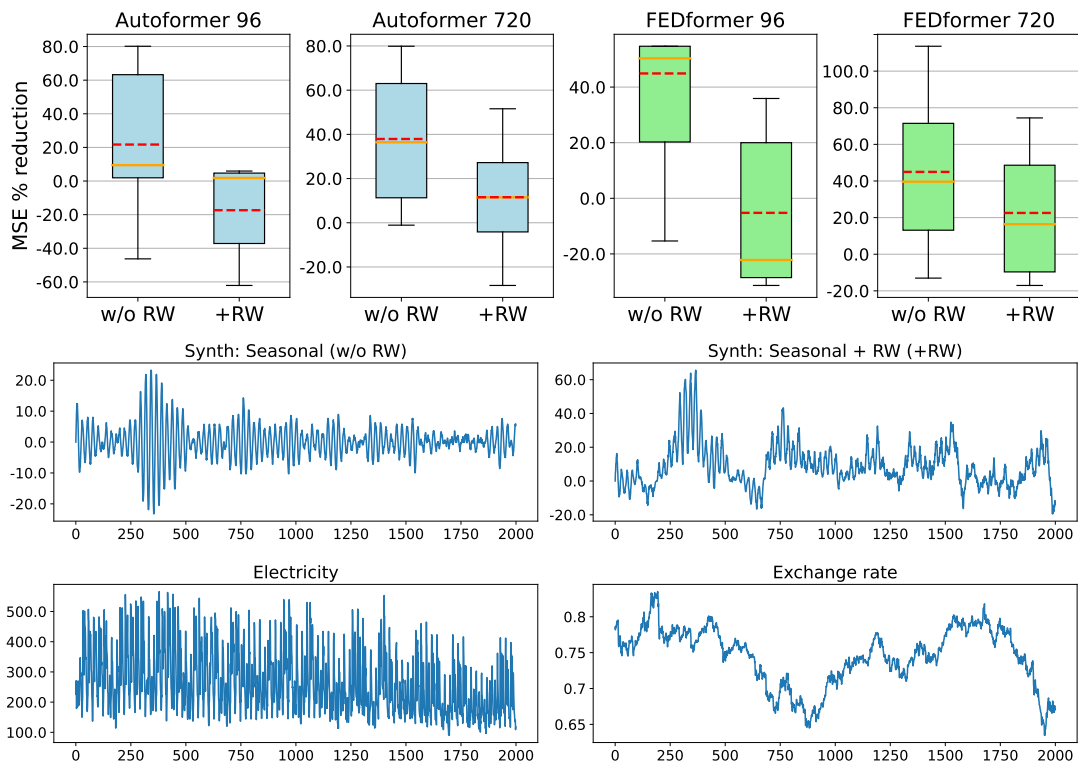 Autoformer 96
Autoformer 720
FEDformer 96
FEDformer 720
MSE % reduction
80.0
60.0
40.0
20.0
0.0
-20.0
-40.0
-60.0
w/o RW
+RW
80.0
60.0
40.0
20.0
0.0
-20.0
w/o RW
+RW
40.0
20.0
0.0
-20.0
w/o RW
+RW
100.0
80.0
60.0
40.0
20.0
0.0
-20.0
w/o RW
+RW
Synth: Seasonal (w/o RW)
20.0
10.0
0.0
-10.0
-20.0
0 250 500 750 1000 1250 1500 1750 2000
Synth: Seasonal + RW (+RW)
60.0
40.0
20.0
0.0
-20.0
0 250 500 750 1000 1250 1500 1750 2000
Electricity
500.0
400.0
300.0
200.0
100.0
0 250 500 750 1000 1250 1500 1750 2000
Exchange rate
0.8
0.75
0.7
0.65
0 250 500 750 1000 1250 1500 1750 2000